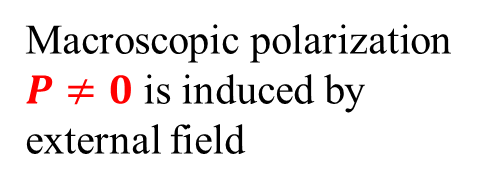 Macroscopic polarization
P ≠ 0 is induced by
external field